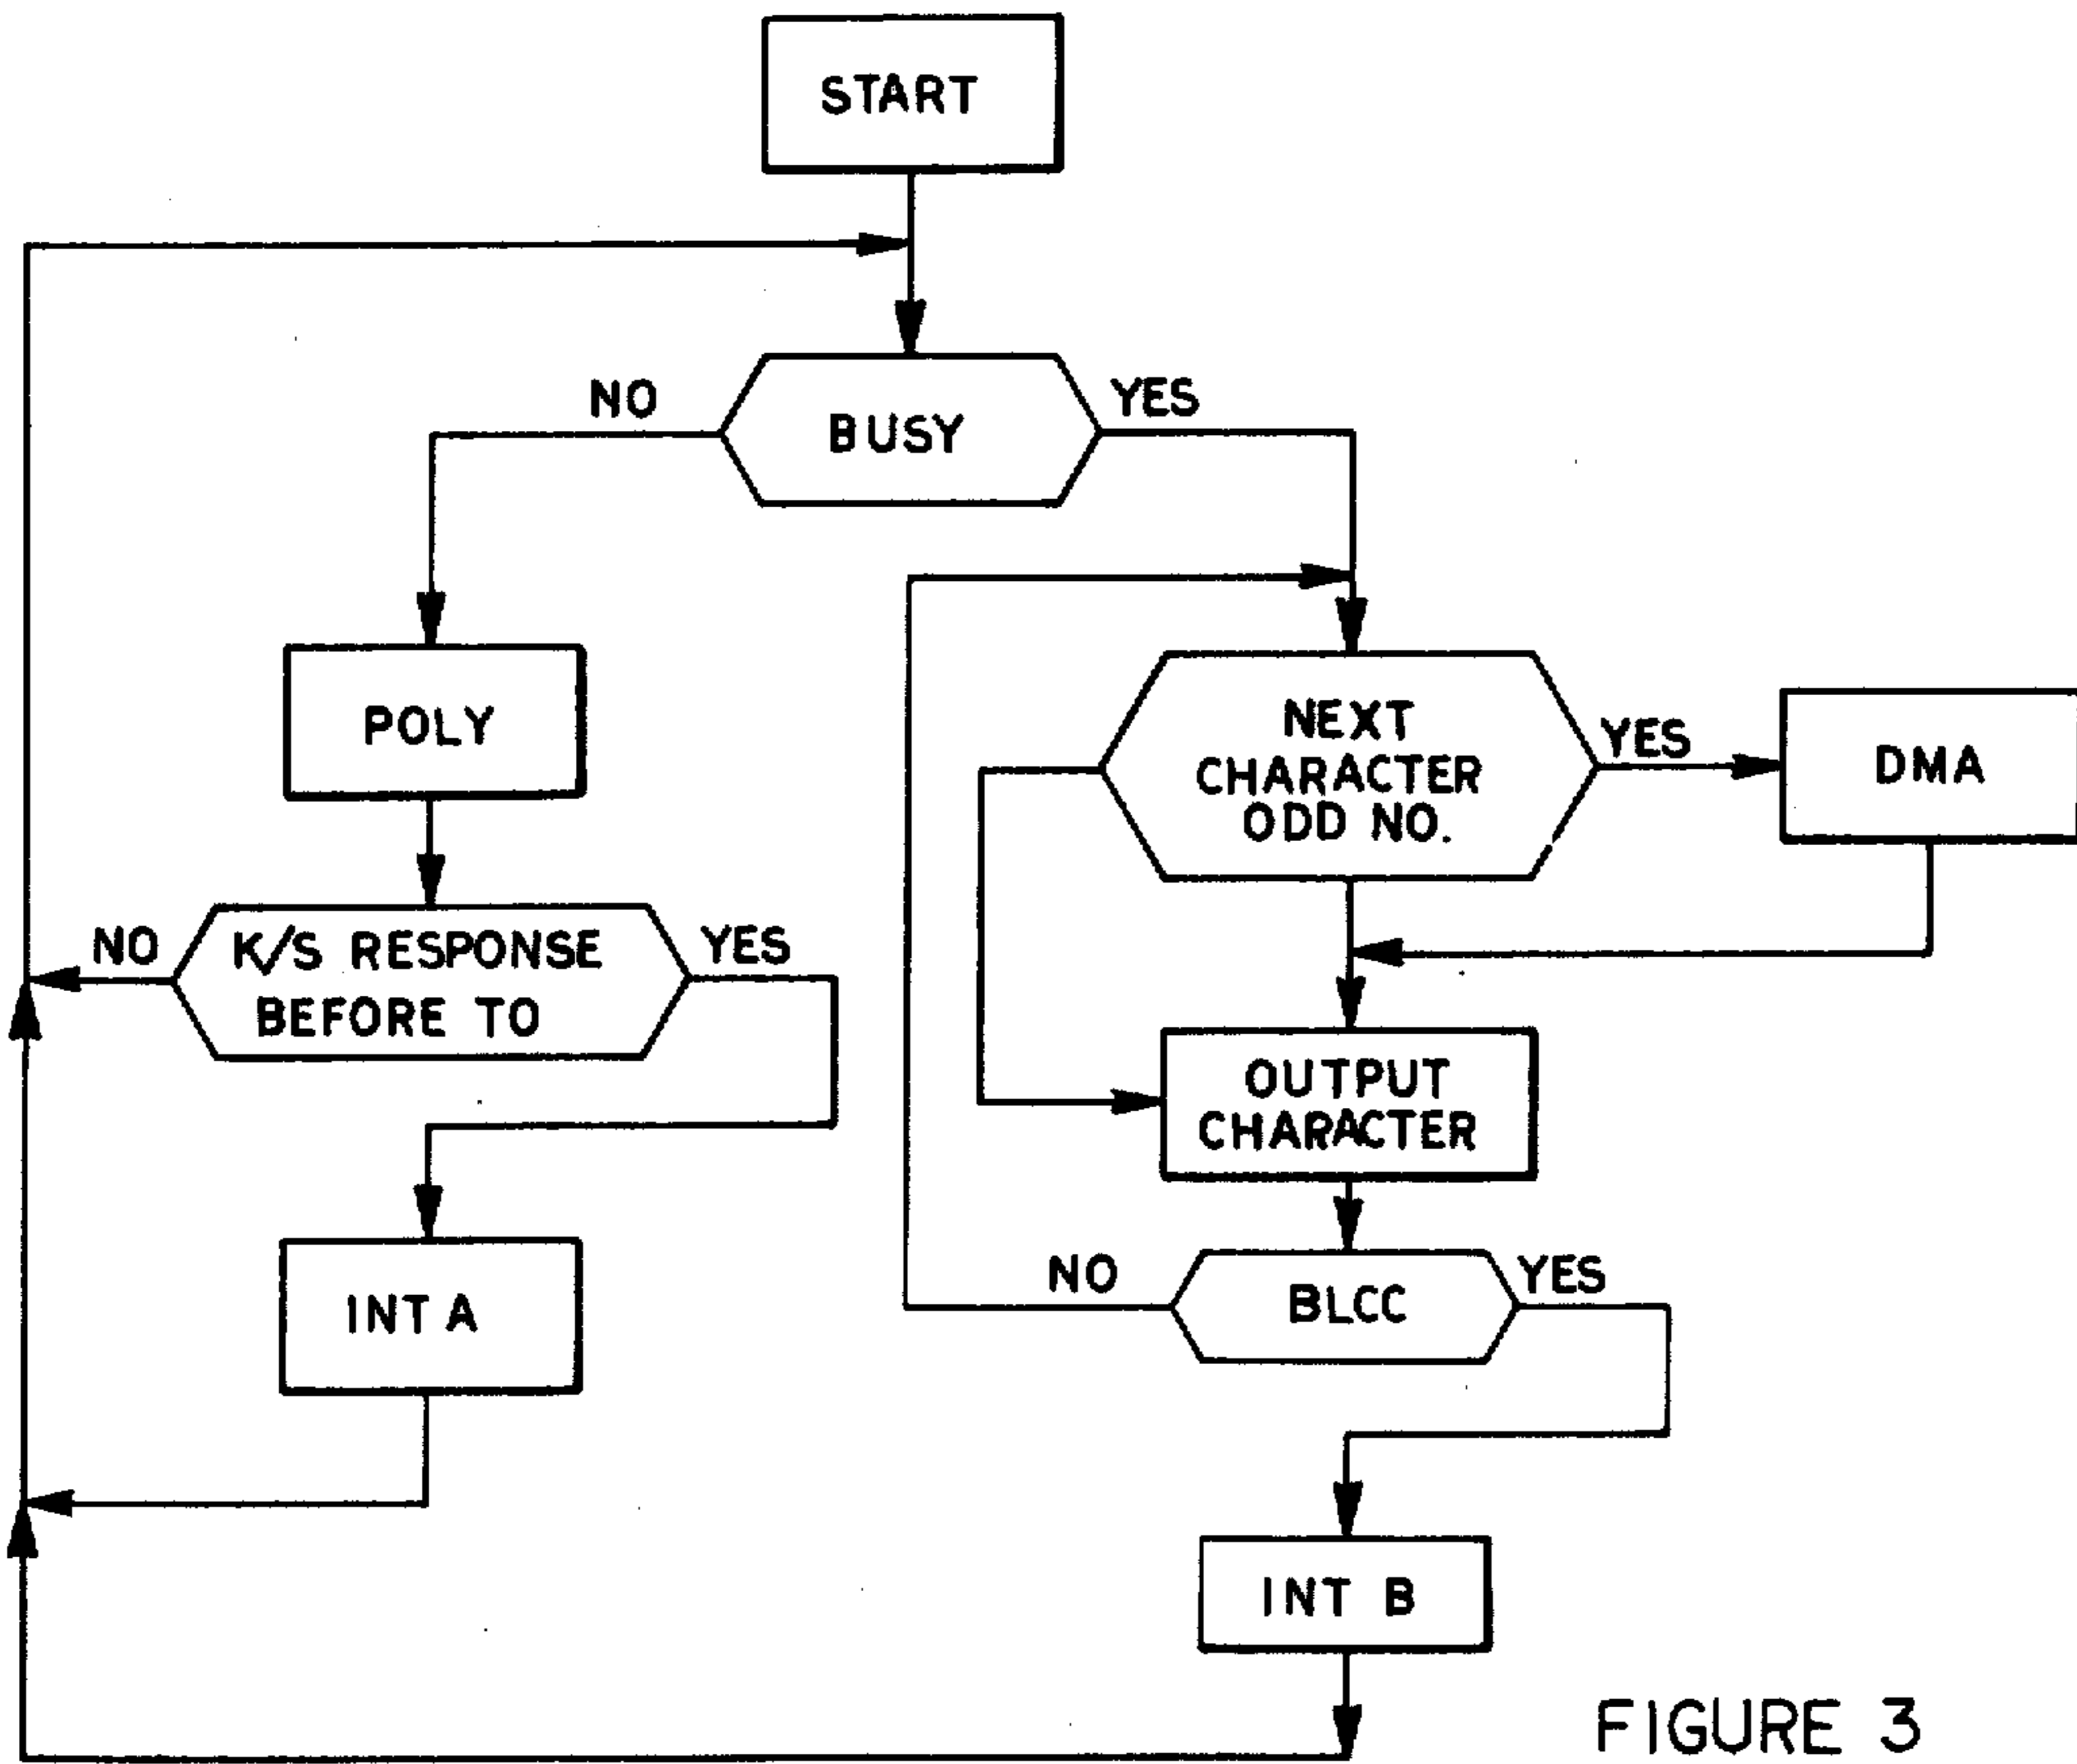 START
NO
YES
BUSY
POLY
NEXT
CHARACTER
ODD NO.
YES
DMA
NO
K/S RESPONSE
BEFORE TO
YES
OUTPUT
CHARACTER
INT A
NO
BLCC
YES
INT B
FIGURE 3